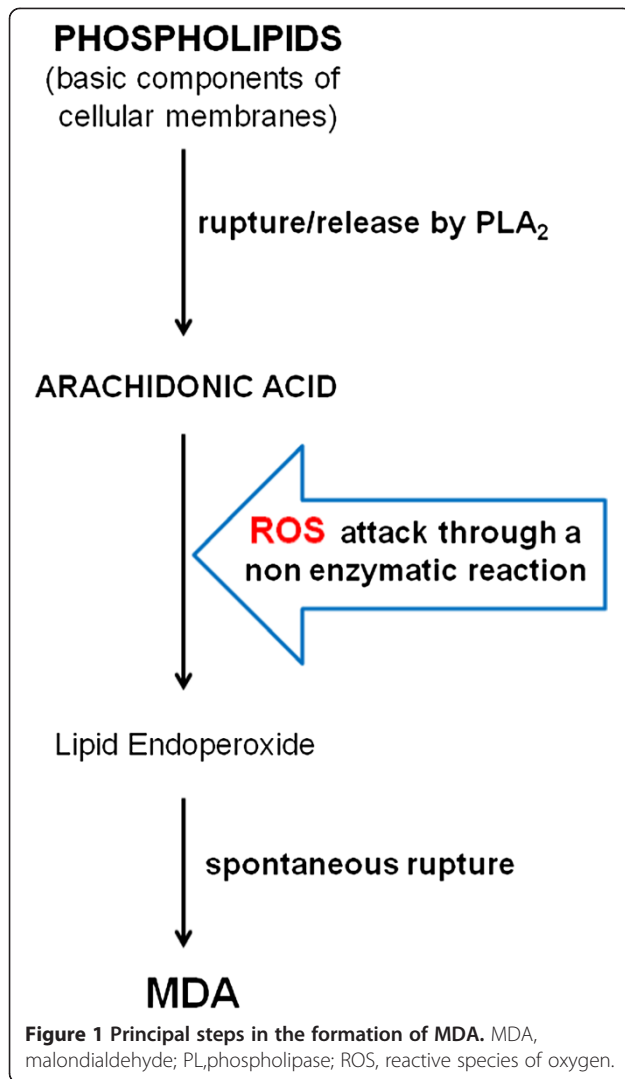 PHOSPHOLIPIDS
(basic components of
cellular membranes)
rupture/release by PLA₂
ARACHIDONIC ACID
ROS attack through a
non enzymatic reaction
Lipid Endoperoxide
spontaneous rupture
MDA
Figure 1 Principal steps in the formation of MDA. MDA,
malondialdehyde; PL,phospholipase; ROS, reactive species of oxygen.